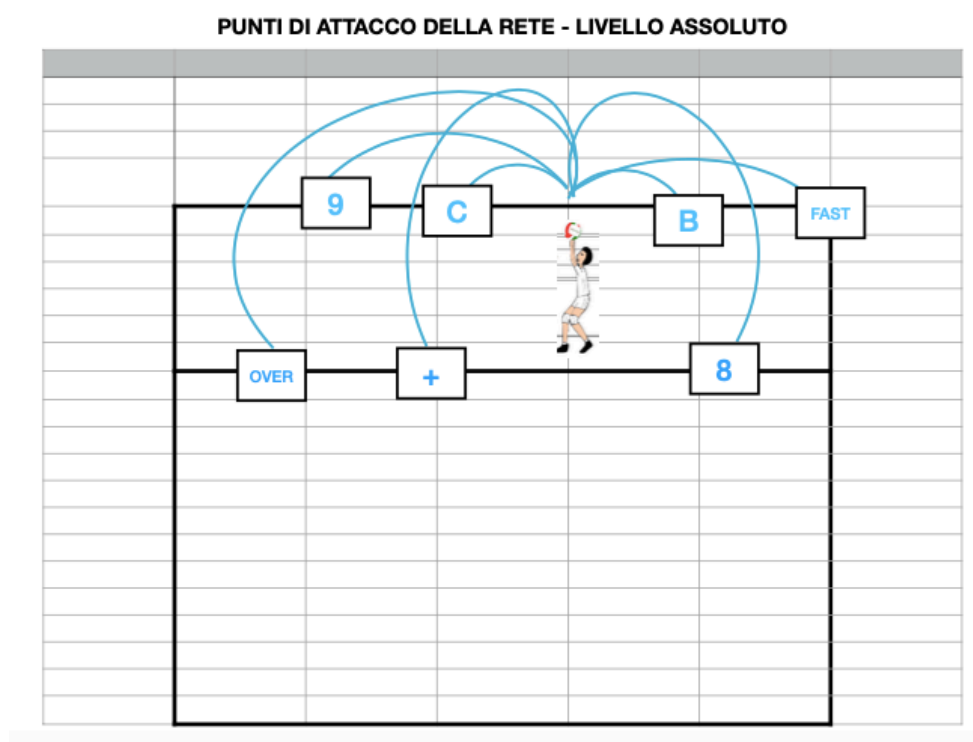 PUNTI DI ATTACCO DELLA RETE - LIVELLO ASSOLUTO
9
C
B
FAST
OVER
+
8